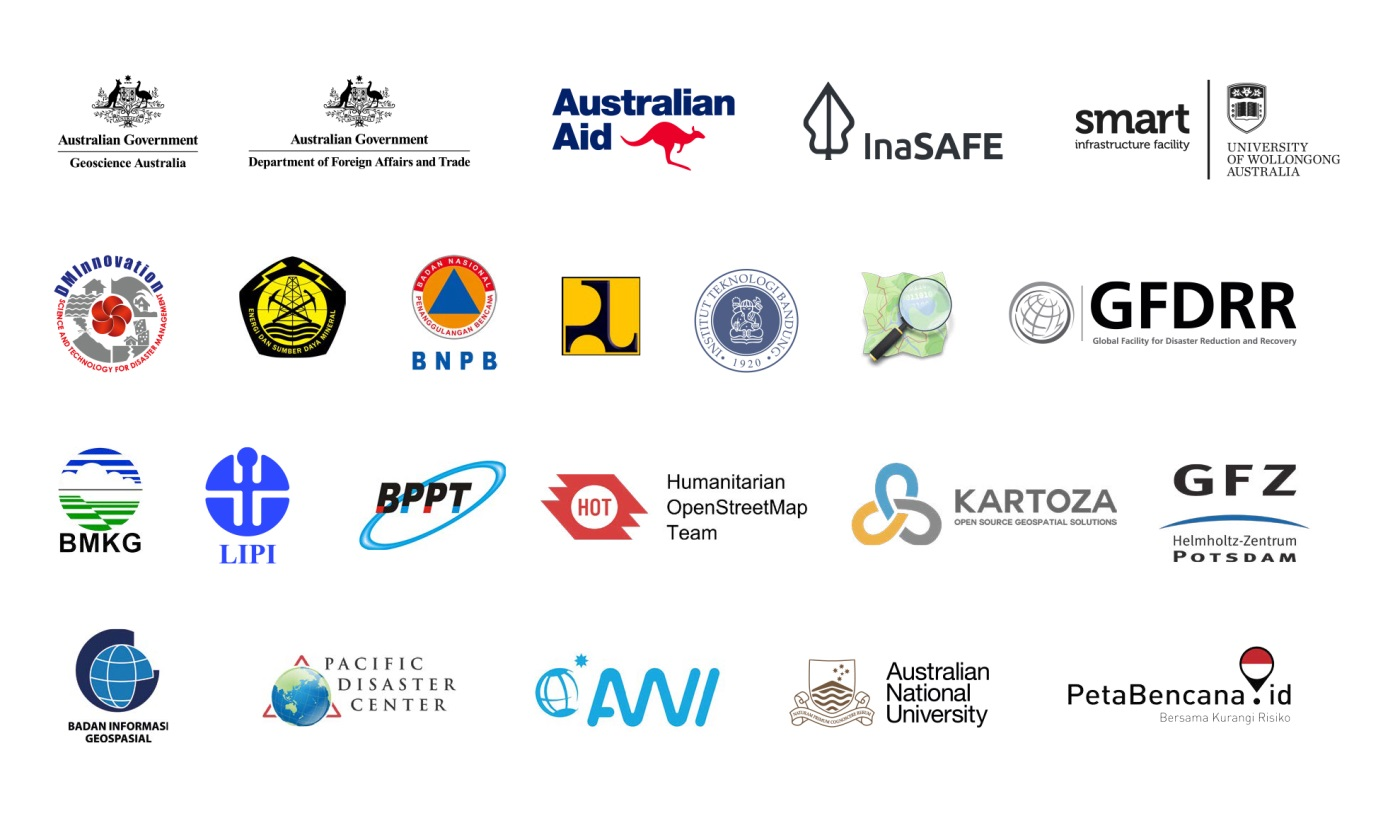 Australian Government
Geoscience Australia
Australian Government
Department of Foreign Affairs and Trade
Australian
Aid
InaSAFE
smart
infrastructure facility
UNIVERSITY
OF WOLLONGONG
AUSTRALIA
DMInnovation
SCIENCE AND TECHNOLOGY FOR DISASTER MANAGEMENT
ENERGI DAN SUMBER DAYA MINERAL
BADAN NASIONAL
PENANGGULANGAN BENCANA
BNPB
INSTITUT TEKNOLOGI BANDUNG
1920
GFDRR
Global Facility for Disaster Reduction and Recovery
BMKG
LIPI
BPPT
HOT
Humanitarian
OpenStreetMap
Team
KARTOZA
OPEN SOURCE GEOSPATIAL SOLUTIONS
GFZ
Helmholtz-Zentrum
POTSDAM
BADAN INFORMASI
GEOSPASIAL
PACIFIC
DISASTER
CENTER
AWI
Australian
National
University
NATURAM PRIMUM COGNOSCERE RERUM
PetaBencana.id
Bersama Kurangi Risiko